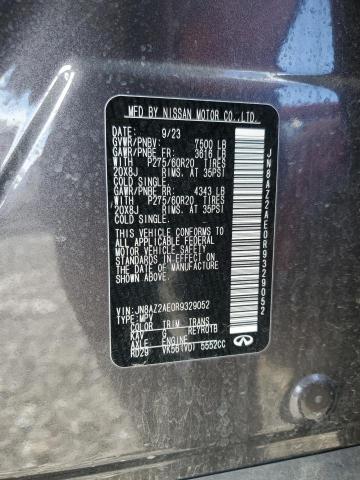 MFD BY NISSAN MOTOR CO.,LTD.
DATE 9/23
GVWR/PNBV: 7500 LB
GAWR/PNBE FR: 3616 LB
WITH P275/60R20 TIRES
20X8J RIMS. AT 35PSI
COLD SINGLE
GAWR/PNBE RR: 4343 LB
WITH P275/60R20 TIRES
20X8J RIMS. AT 35PSI
COLD SINGLE
THIS VEHICLE CONFORMS TO
ALL APPLICABLE FEDERAL
MOTOR VEHICLE SAFETY
STANDARDS IN EFFECT ON
THE DATE OF MANUFACTURE
SHOWN ABOVE.
VIN:JN8AZ2AE0R9329052
TYPE:MPV
COLOR TRIM TRANS
KAY G RE7R01B
AXLE ENGINE
RD29 VK56(VD) 5552CC
INFINITI
JN8AZ2AE0R9329052